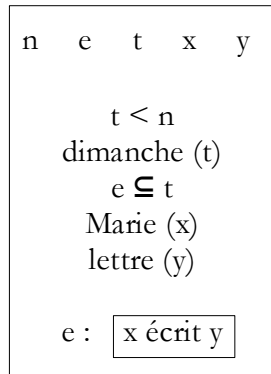 n e t x y
t < n
dimanche (t)
e ⊆ t
Marie (x)
lettre (y)
e : x écrit y